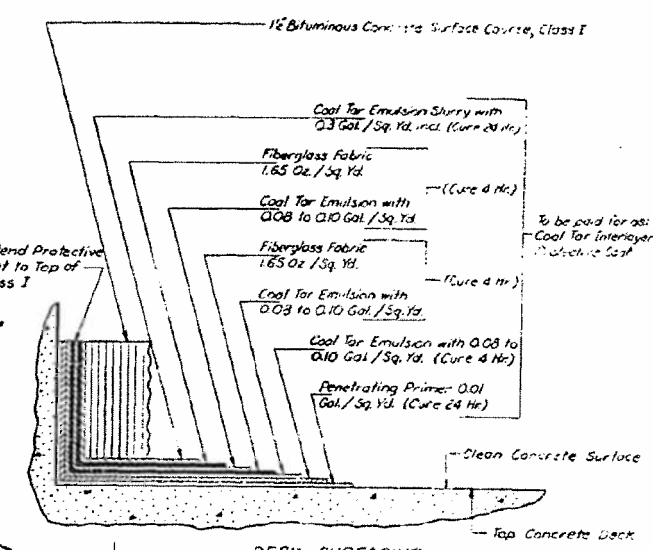 1½" Bituminous Concrete Surface Course, Class I
Coal Tar Emulsion Slurry with
0.3 Gal./Sq.Yd. incl. (Cure 24 Hr.)
Fiberglass Fabric
1.65 Oz./Sq. Yd.
(Cure 4 Hr.)
Coal Tar Emulsion with
0.08 to 0.10 Gal./Sq.Yd.
To be paid for as:
Coal Tar Interlayer
Protective Coat
Fiberglass Fabric
1.65 Oz/Sq. Yd.
(Cure 4 Hr.)
end Protective
t to Top of
ss I
Coal Tar Emulsion with
0.08 to 0.10 Gal./Sq.Yd.
Coal Tar Emulsion with 0.08 to
0.10 Gal./Sq. Yd. (Cure 4 Hr.)
Penetrating Primer 0.01
Gal./Sq. Yd. (Cure 24 Hr)
Clean Concrete Surface
Top Concrete Deck